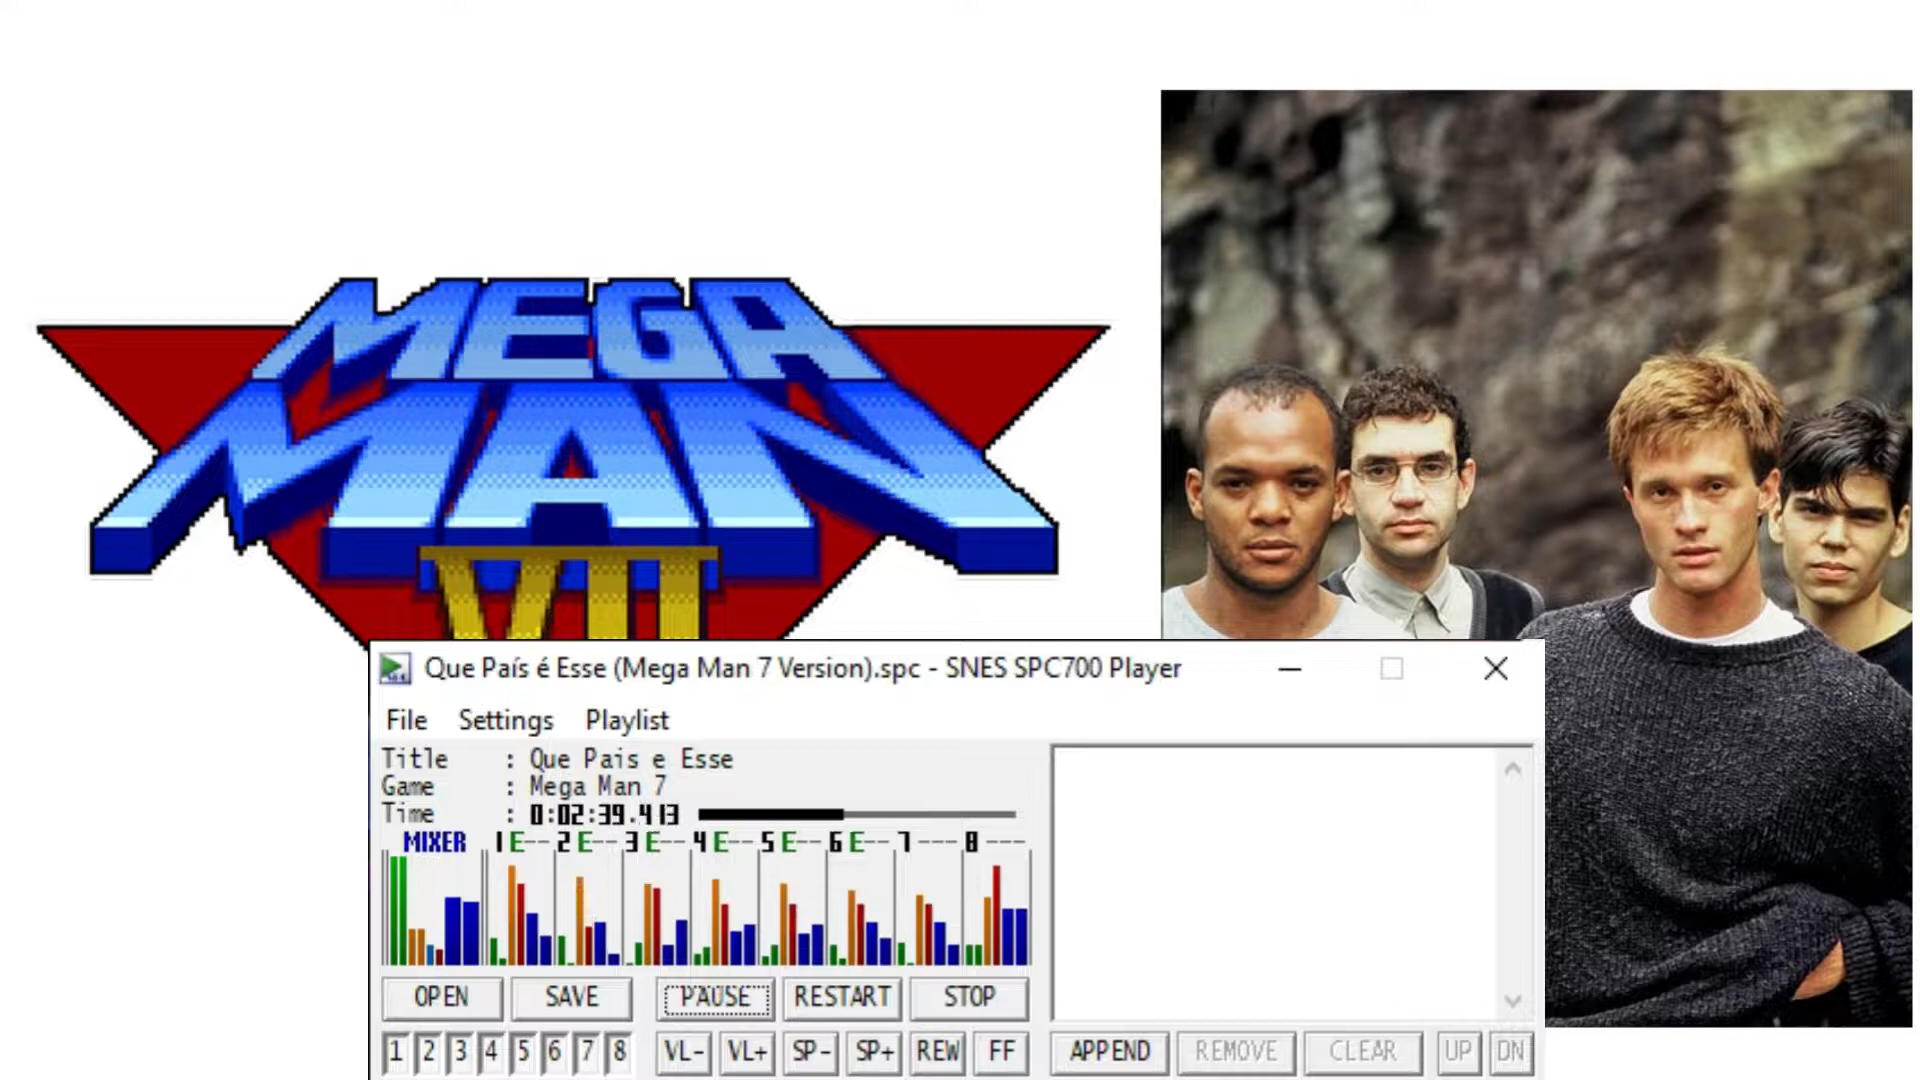 MEGA
MAN
VII
Que País é Esse (Mega Man 7 Version).spc - SNES SPC700 Player
File Settings Playlist
Title : Que Pais e Esse
Game : Mega Man 7
Time : 0:02:39.413
MIXER 1E-- 2E-- 3E-- 4E-- 5E-- 6E-- 7--- 8---
OPEN SAVE PAUSE RESTART STOP
1 2 3 4 5 6 7 8 VL- VL+ SP- SP+ REW FF APPEND REMOVE CLEAR UP DN